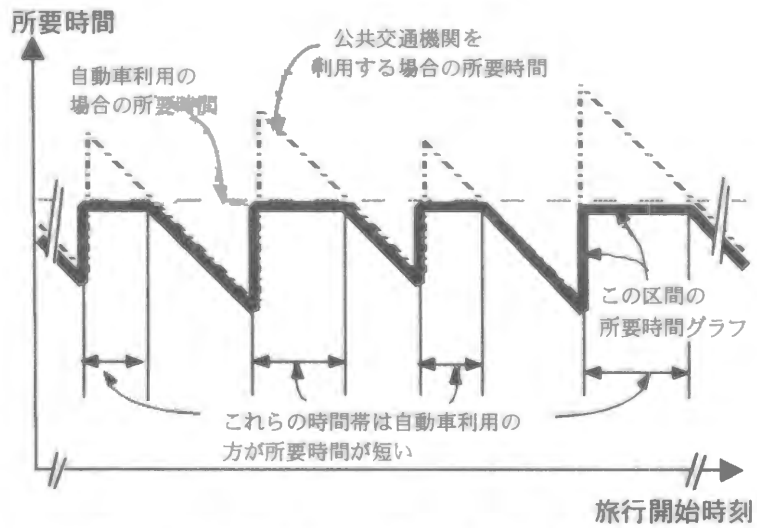 所要時間
公共交通機関を
利用する場合の所要時間
自動車利用の
場合の所要時間
この区間の
所要時間グラフ
これらの時間帯は自動車利用の
方が所要時間が短い
旅行開始時刻